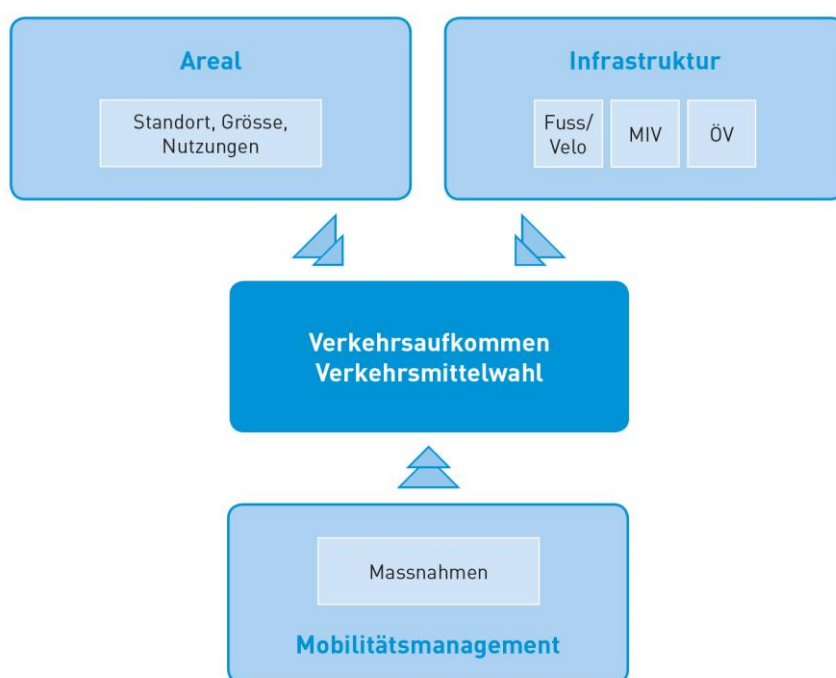 Areal
Standort, Grösse,
Nutzungen
Infrastruktur
Fuss/
Velo
MIV
ÖV
Verkehrsaufkommen
Verkehrsmittelwahl
Massnahmen
Mobilitätsmanagement